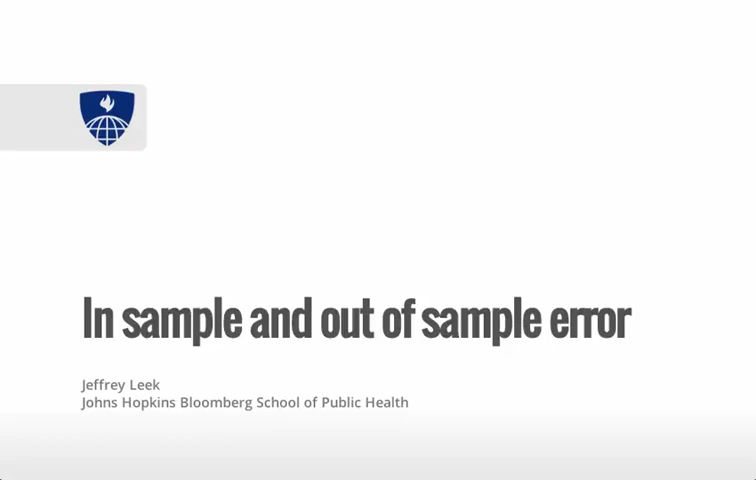 In sample and out of sample error
Jeffrey Leek
Johns Hopkins Bloomberg School of Public Health